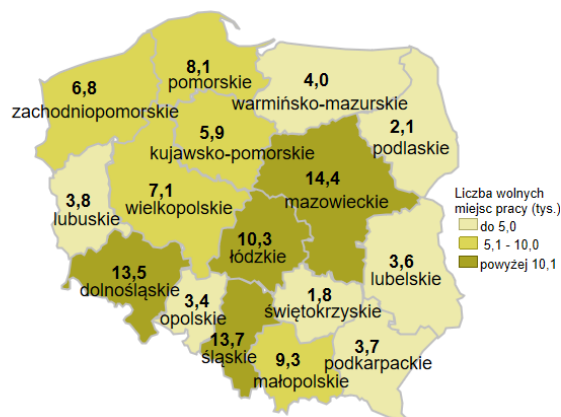 8,1
pomorskie
4,0
warmińsko-mazurskie
6,8
zachodniopomorskie
2,1
podlaskie
5,9
kujawsko-pomorskie
14,4
mazowieckie
7,1
wielkopolskie
3,8
lubuskie
10,3
łódzkie
3,6
lubelskie
13,5
dolnośląskie
3,4
opolskie
1,8
świętokrzyskie
13,7
śląskie
9,3
małopolskie
3,7
podkarpackie
Liczba wolnych
miejsc pracy (tys.)
do 5,0
5,1 - 10,0
powyżej 10,1